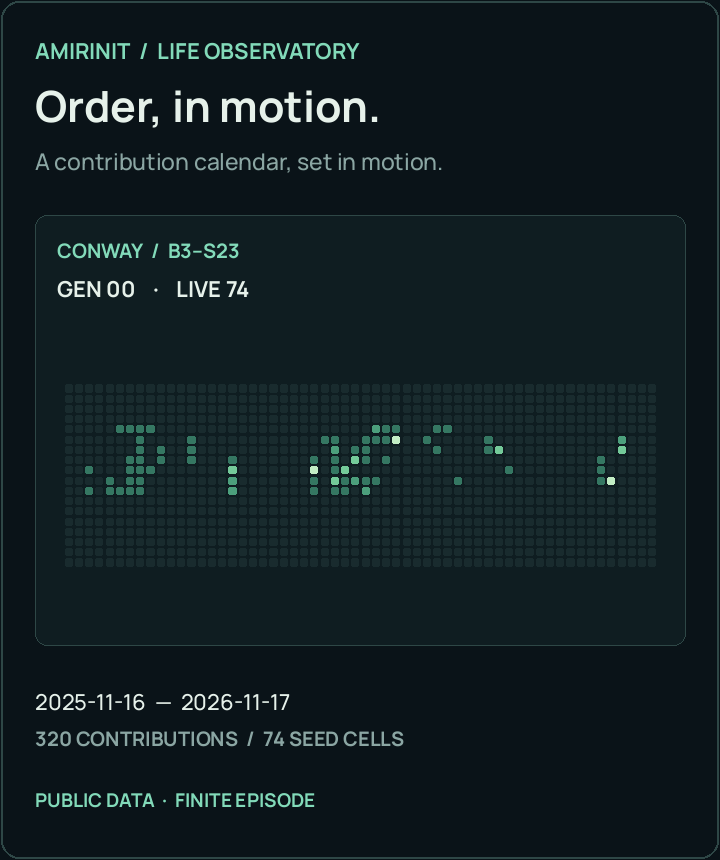 AMIRINIT / LIFE OBSERVATORY
Order, in motion.
A contribution calendar, set in motion.
CONWAY / B3–S23
GEN 00 · LIVE 74
2025-11-16 — 2026-11-17
320 CONTRIBUTIONS / 74 SEED CELLS
PUBLIC DATA · FINITE EPISODE